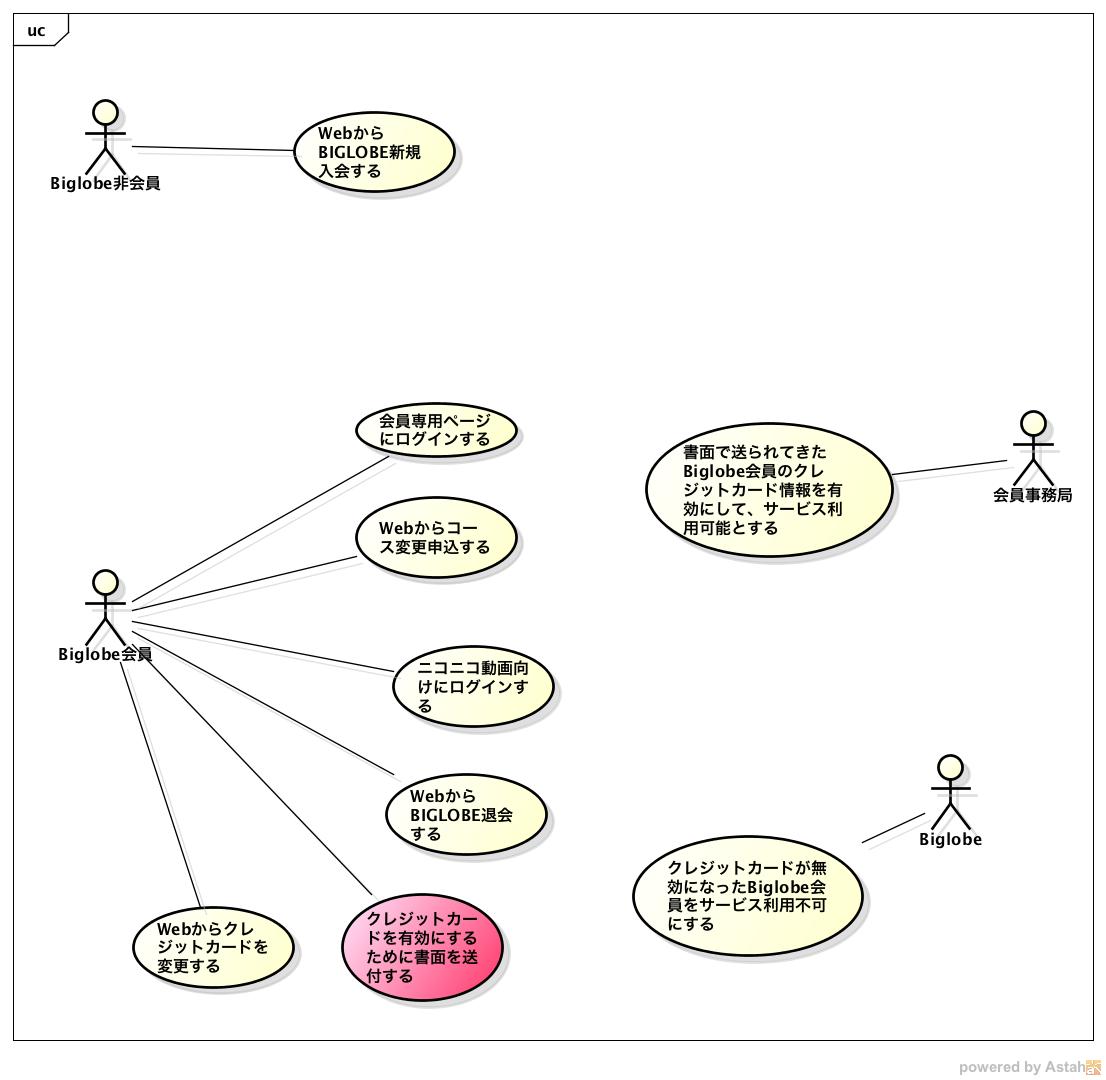 uc
Webから
BIGLOBE新規
入会する
Biglobe非会員
会員専用ページ
にログインする
書面で送られてきた
Biglobe会員のクレ
ジットカード情報を有
効にして、サービス利
用可能とする
会員事務局
Webからコー
ス変更申込する
Biglobe会員
ニコニコ動画向
けにログインす
る
Webから
BIGLOBE退会
する
Biglobe
クレジットカードが無
効になったBiglobe会
員をサービス利用不可
にする
Webからクレ
ジットカードを
変更する
クレジットカー
ドを有効にする
ために書面を送
付する
powered by Astah